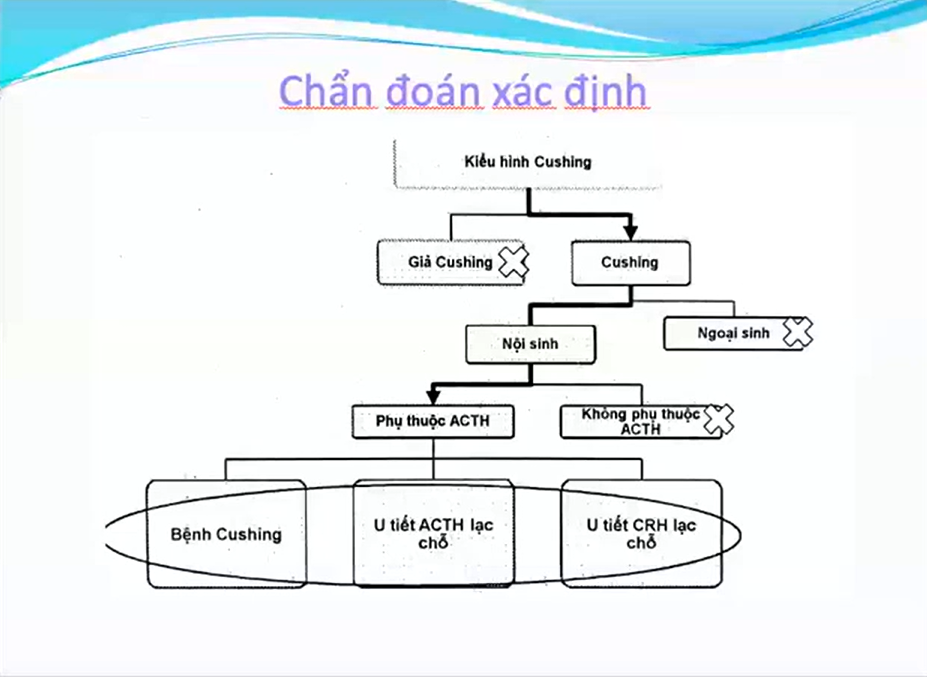 Chẩn đoán xác định
Kiểu hình Cushing
Giả Cushing
Cushing
Ngoại sinh
Nội sinh
Phụ thuộc ACTH
Không phụ thuộc
ACTH
Bệnh Cushing
U tiết ACTH lạc
chỗ
U tiết CRH lạc
chỗ